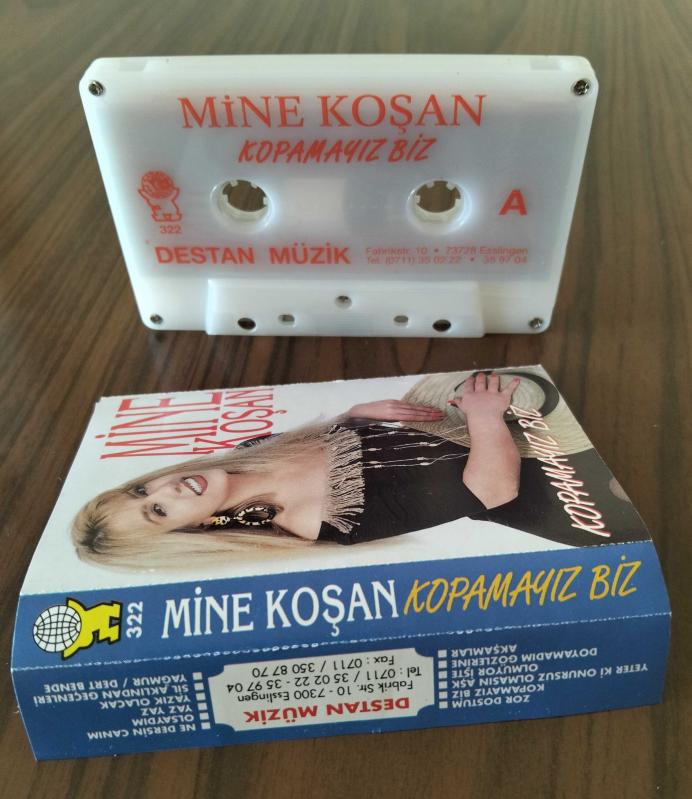 MİNE KOŞAN
KOPAMAYIZ BİZ
A
322
DESTAN MÜZİK
Fabrikstr. 10 • 73728 Esslingen
Tel. (0711) 35 02 22 • 35 97 04
MİNE
KOŞAN
KOPAMAYIZ BİZ
322
MİNE KOŞAN KOPAMAYIZ BİZ
ZOR DOSTUM
KOPAMAYIZ BİZ
YETER Kİ ONURSUZ OLMASIN AŞK
OLMUYOR İŞTE
DOYAMADIM GÖZLERİNE
AKŞAMLAR
DESTAN MÜZİK
Fabrik Str. 10 - 7300 Esslingen
Tel : 0711 / 35 02 22 - 35 97 04
Fax : 0711 / 350 87 70
NE DERSİN CANIM
OLSAYDIM
YAZ YAZ
YAZIK OLACAK
SİL AKLINDAN GEÇENLERİ
YAĞMUR / DERT BENDE